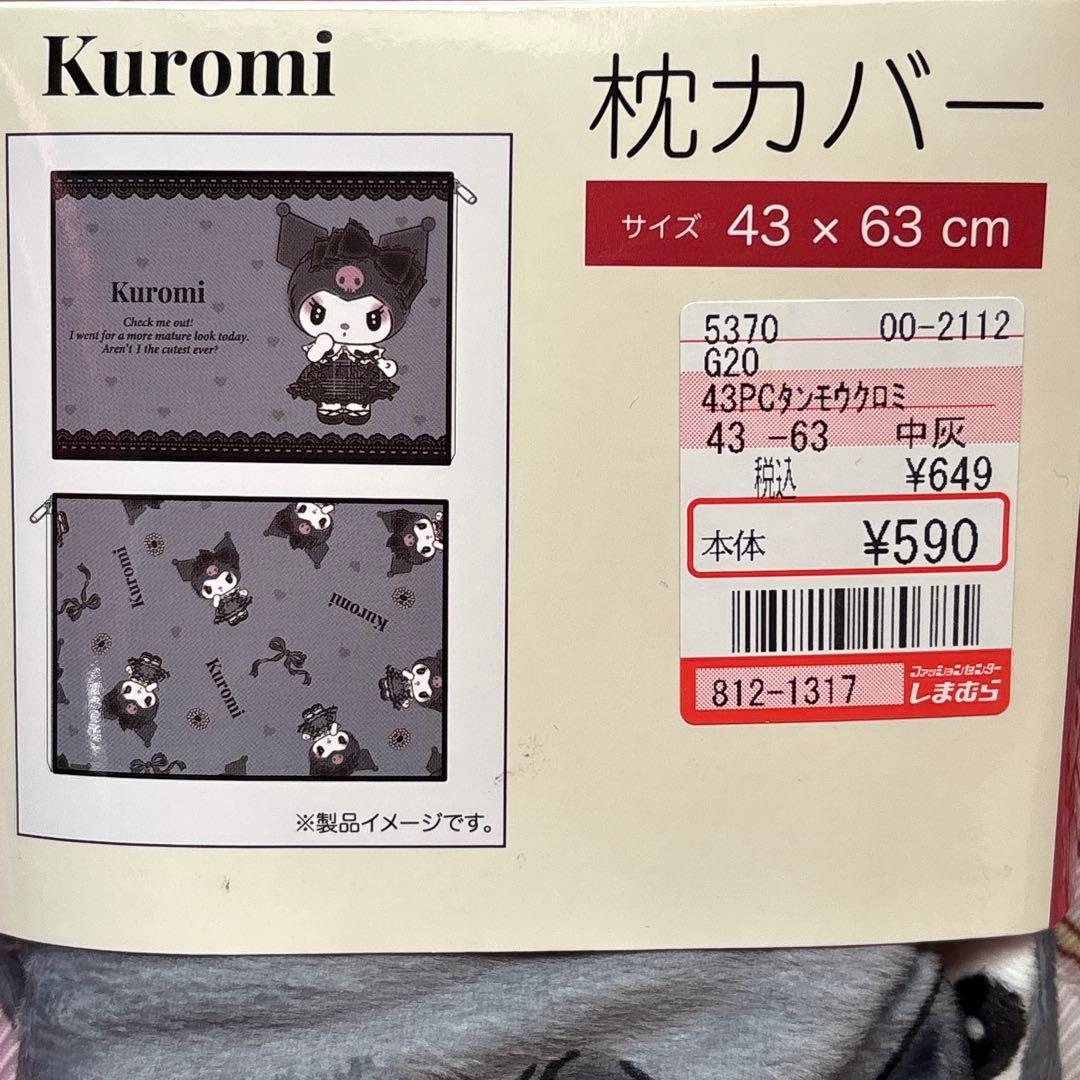 Kuromi
枕カバー
サイズ 43 × 63 cm
Kuromi
Check me out!
I went for a more mature look today.
Aren't I the cutest ever?
Kuromi
Kuromi
Kuromi
※製品イメージです。
5370 00-2112
G20
43PCタンモウクロミ
43 -63 中灰
税込 ¥649
本体 ¥590
812-1317
ファッションセンター
しまむら